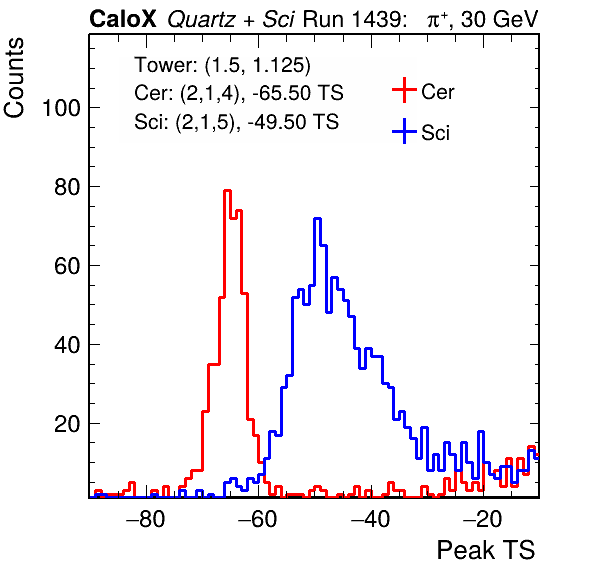 CaloX Quartz + Sci Run 1439: π+, 30 GeV
Counts
Tower: (1.5, 1.125)
Cer: (2,1,4), -65.50 TS
Sci: (2,1,5), -49.50 TS
Cer
Sci
100
80
60
40
20
−80 −60 −40 −20
Peak TS